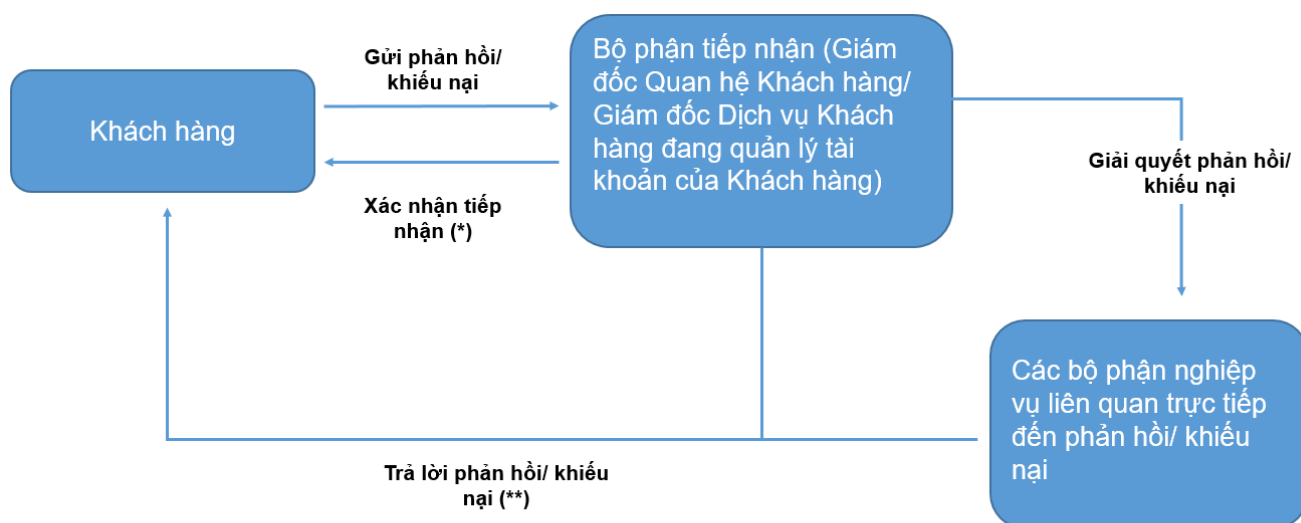 Gửi phản hồi/
khiếu nại
Khách hàng
Xác nhận tiếp
nhận (*)
Bộ phận tiếp nhận (Giám
đốc Quan hệ Khách hàng/
Giám đốc Dịch vụ Khách
hàng đang quản lý tài
khoản của Khách hàng)
Giải quyết phản hồi/
khiếu nại
Các bộ phận nghiệp
vụ liên quan trực tiếp
đến phản hồi/ khiếu
nại
Trả lời phản hồi/ khiếu
nại (**)